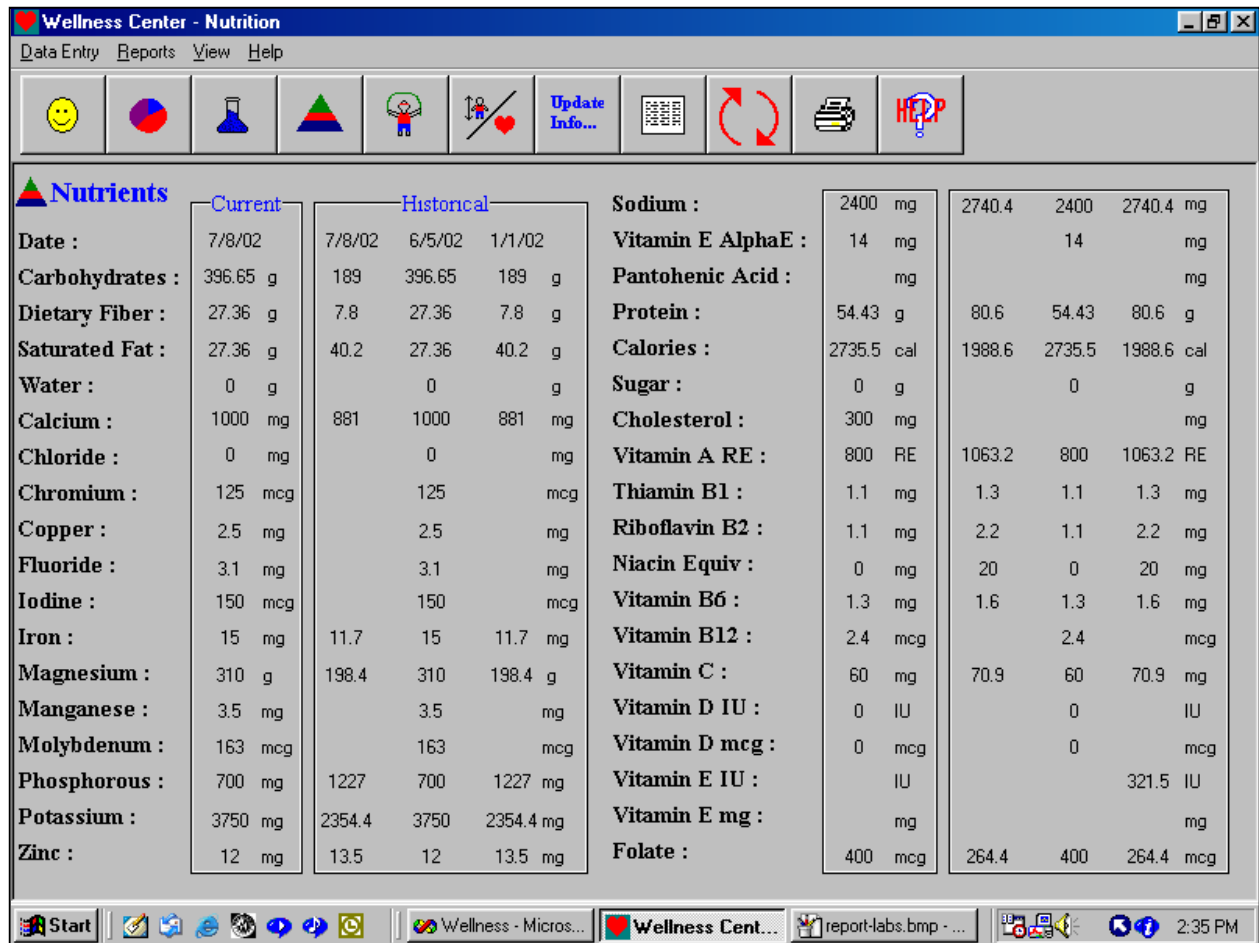 Wellness Center - Nutrition
Data Entry Reports View Help
Update Info...
HELP
Nutrients
Current Historical
Date : 7/8/02 7/8/02 6/5/02 1/1/02
Carbohydrates : 396.65 g 189 396.65 189 g
Dietary Fiber : 27.36 g 7.8 27.36 7.8 g
Saturated Fat : 27.36 g 40.2 27.36 40.2 g
Water : 0 g 0 g
Calcium : 1000 mg 881 1000 881 mg
Chloride : 0 mg 0 mg
Chromium : 125 mcg 125 mcg
Copper : 2.5 mg 2.5 mg
Fluoride : 3.1 mg 3.1 mg
Iodine : 150 mcg 150 mcg
Iron : 15 mg 11.7 15 11.7 mg
Magnesium : 310 g 198.4 310 198.4 g
Manganese : 3.5 mg 3.5 mg
Molybdenum : 163 mcg 163 mcg
Phosphorous : 700 mg 1227 700 1227 mg
Potassium : 3750 mg 2354.4 3750 2354.4 mg
Zinc : 12 mg 13.5 12 13.5 mg
Sodium : 2400 mg 2740.4 2400 2740.4 mg
Vitamin E AlphaE : 14 mg 14 mg
Pantohenic Acid : mg mg
Protein : 54.43 g 80.6 54.43 80.6 g
Calories : 2735.5 cal 1988.6 2735.5 1988.6 cal
Sugar : 0 g 0 g
Cholesterol : 300 mg mg
Vitamin A RE : 800 RE 1063.2 800 1063.2 RE
Thiamin B1 : 1.1 mg 1.3 1.1 1.3 mg
Riboflavin B2 : 1.1 mg 2.2 1.1 2.2 mg
Niacin Equiv : 0 mg 20 0 20 mg
Vitamin B6 : 1.3 mg 1.6 1.3 1.6 mg
Vitamin B12 : 2.4 mcg 2.4 mcg
Vitamin C : 60 mg 70.9 60 70.9 mg
Vitamin D IU : 0 IU 0 IU
Vitamin D mcg : 0 mcg 0 mcg
Vitamin E IU : IU 321.5 IU
Vitamin E mg : mg mg
Folate : 400 mcg 264.4 400 264.4 mcg
Start Wellness - Micros... Wellness Cent... report-labs.bmp - ... 2:35 PM